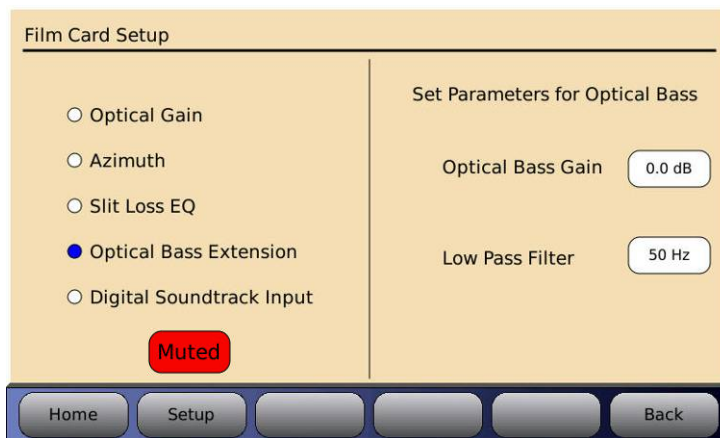 Film Card Setup
Optical Gain
Azimuth
Slit Loss EQ
Optical Bass Extension
Digital Soundtrack Input
Muted
Set Parameters for Optical Bass
Optical Bass Gain 0.0 dB
Low Pass Filter 50 Hz
Home Setup Back